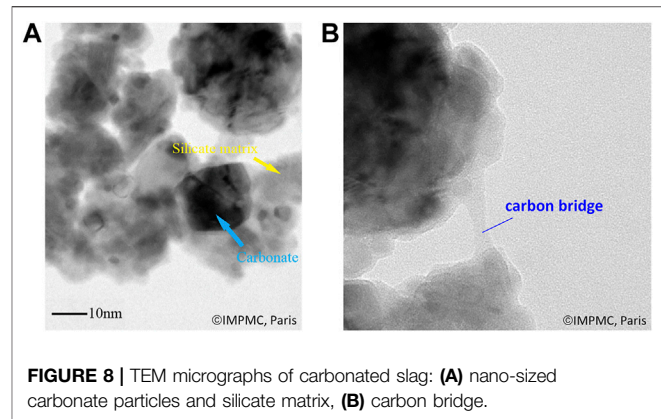 A
B
Silicate matrix
carbon bridge
Carbonate
10nm
©IMPMC, Paris
©IMPMC, Paris
FIGURE 8 | TEM micrographs of carbonated slag: (A) nano-sized
carbonate particles and silicate matrix, (B) carbon bridge.